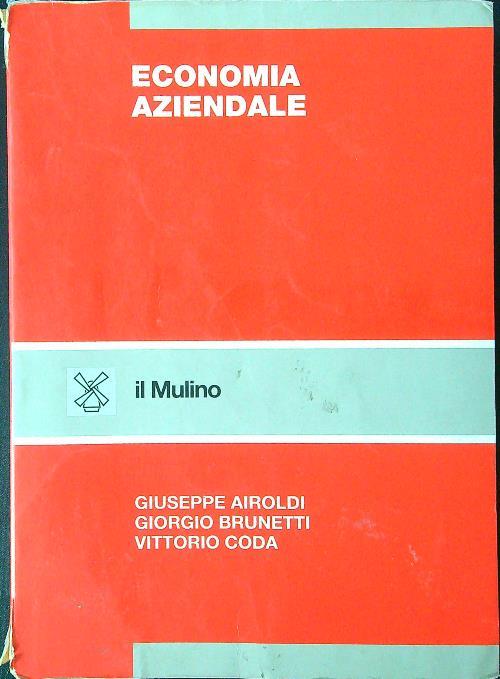 ECONOMIA
AZIENDALE
il Mulino
GIUSEPPE AIROLDI
GIORGIO BRUNETTI
VITTORIO CODA